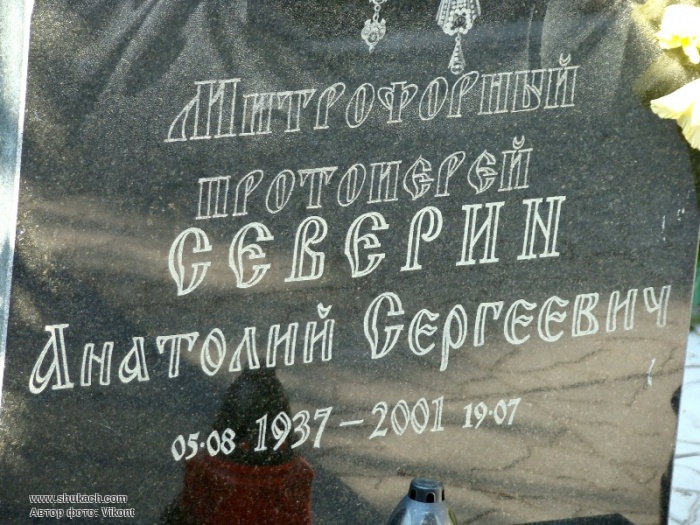 Митрофорный
протоиерей
СЕВЕРИН
Анатолий Сергеевич
05·08 1937–2001 19·07
www.shukach.com
Автор фото: Vikont